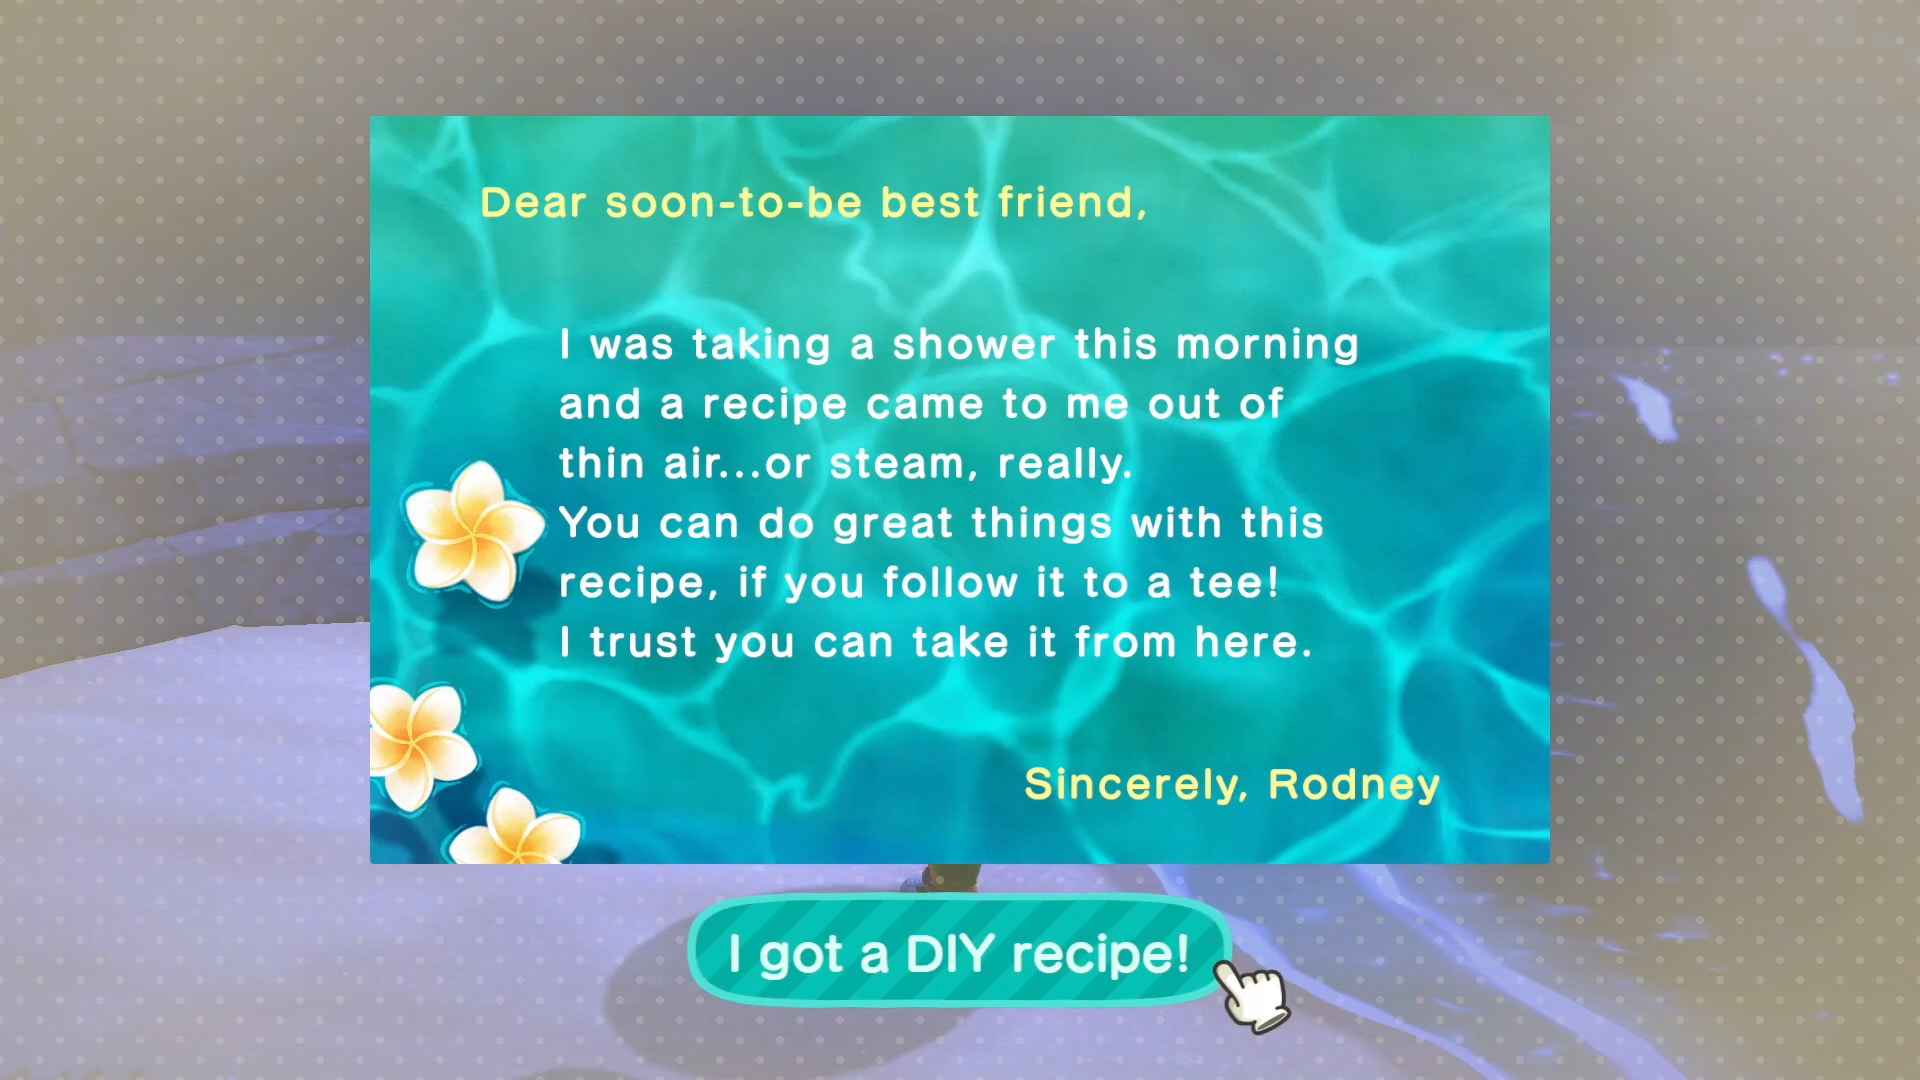 Dear soon-to-be best friend,
I was taking a shower this morning
and a recipe came to me out of
thin air...or steam, really.
You can do great things with this
recipe, if you follow it to a tee!
I trust you can take it from here.
Sincerely, Rodney
I got a DIY recipe!